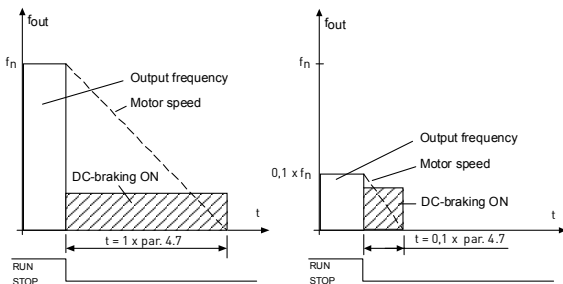 fout
fn
Output frequency
Motor speed
DC-braking ON
t
t = 1 x par. 4.7
RUN
STOP
fout
fn
Output frequency
Motor speed
0,1 x fn
DC-braking ON
t
t = 0,1 x par. 4.7
RUN
STOP